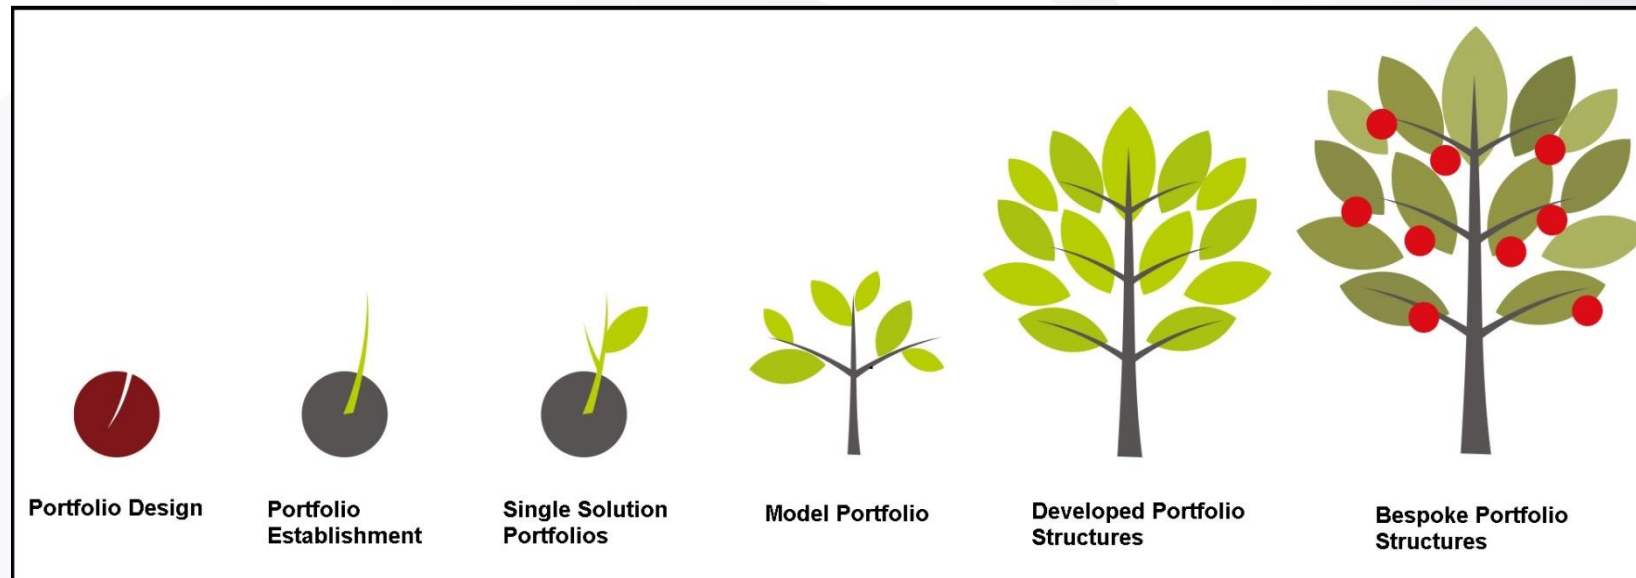 Portfolio Design
Portfolio
Establishment
Single Solution
Portfolios
Model Portfolio
Developed Portfolio
Structures
Bespoke Portfolio
Structures